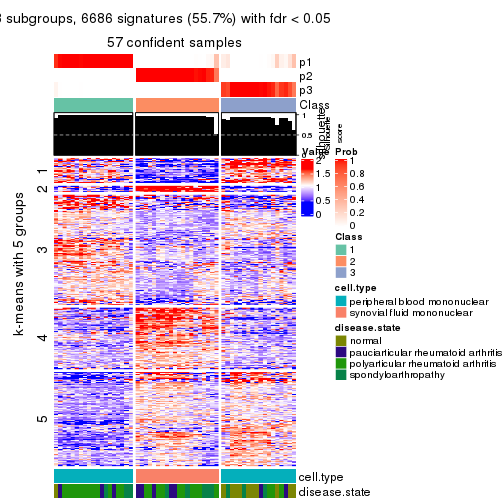 3 subgroups, 6686 signatures (55.7%) with fdr < 0.05
57 confident samples
p1
p2
p3
Class
1
0.5
0
silhouette
score
k-means with 5 groups
1
2
3
4
5
cell.type
disease.state
Value
2
1.5
1
0.5
0
Prob
1
0.8
0.6
0.4
0.2
0
Class
1
2
3
cell.type
peripheral blood mononuclear
synovial fluid mononuclear
disease.state
normal
pauciarticular rheumatoid arthritis
polyarticular rheumatoid arthritis
spondyloarthropathy